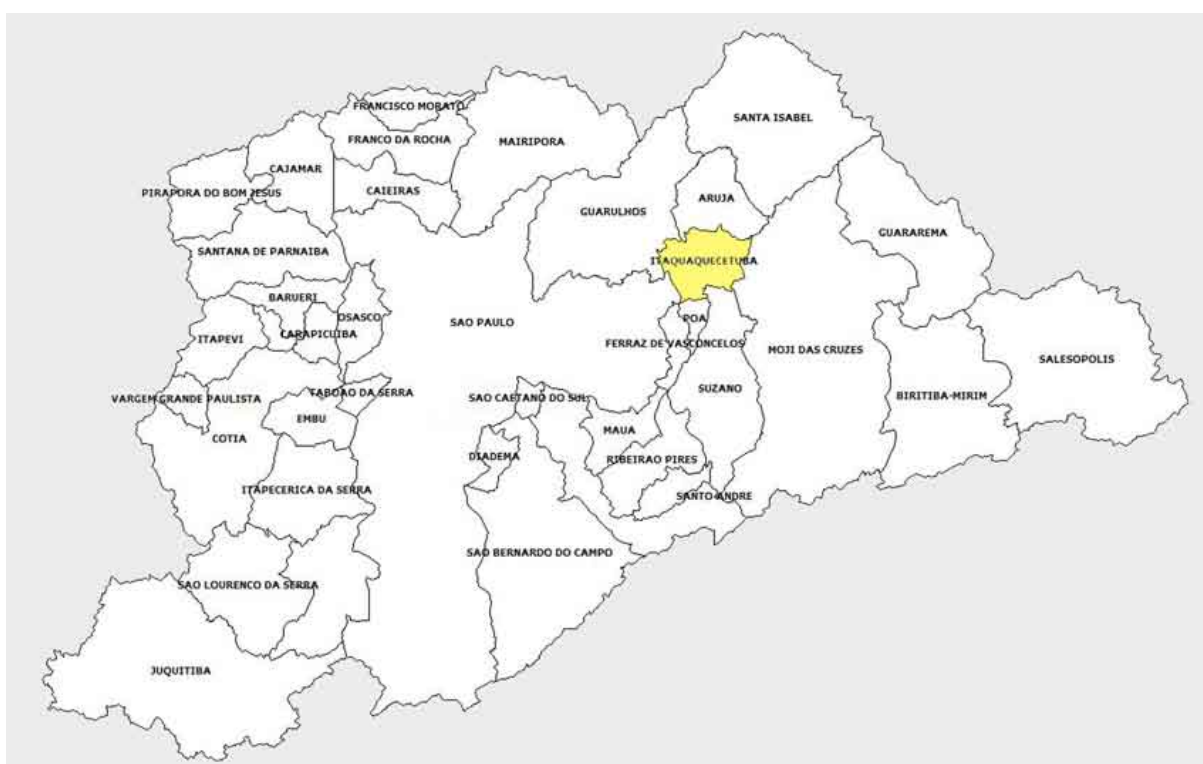 FRANCISCO MORATO
SANTA ISABEL
FRANCO DA ROCHA
MAIRIPORA
CAJAMAR
PIRAPORA DO BOM JESUS
CAIEIRAS
ARUJA
GUARULHOS
GUARAREMA
SANTANA DE PARNAIBA
ITAQUAQUECETUBA
BARUERI
OSASCO
POA
SAO PAULO
CARAPICUIBA
ITAPEVI
FERRAZ DE VASCONCELOS
MOJI DAS CRUZES
SALESOPOLIS
SUZANO
TABOAO DA SERRA
BIRITIBA-MIRIM
VARGEM GRANDE PAULISTA
SAO CAETANO DO SUL
EMBU
MAUA
COTIA
DIADEMA
RIBEIRAO PIRES
ITAPECERICA DA SERRA
SANTO ANDRE
SAO BERNARDO DO CAMPO
SAO LOURENCO DA SERRA
JUQUITIBA